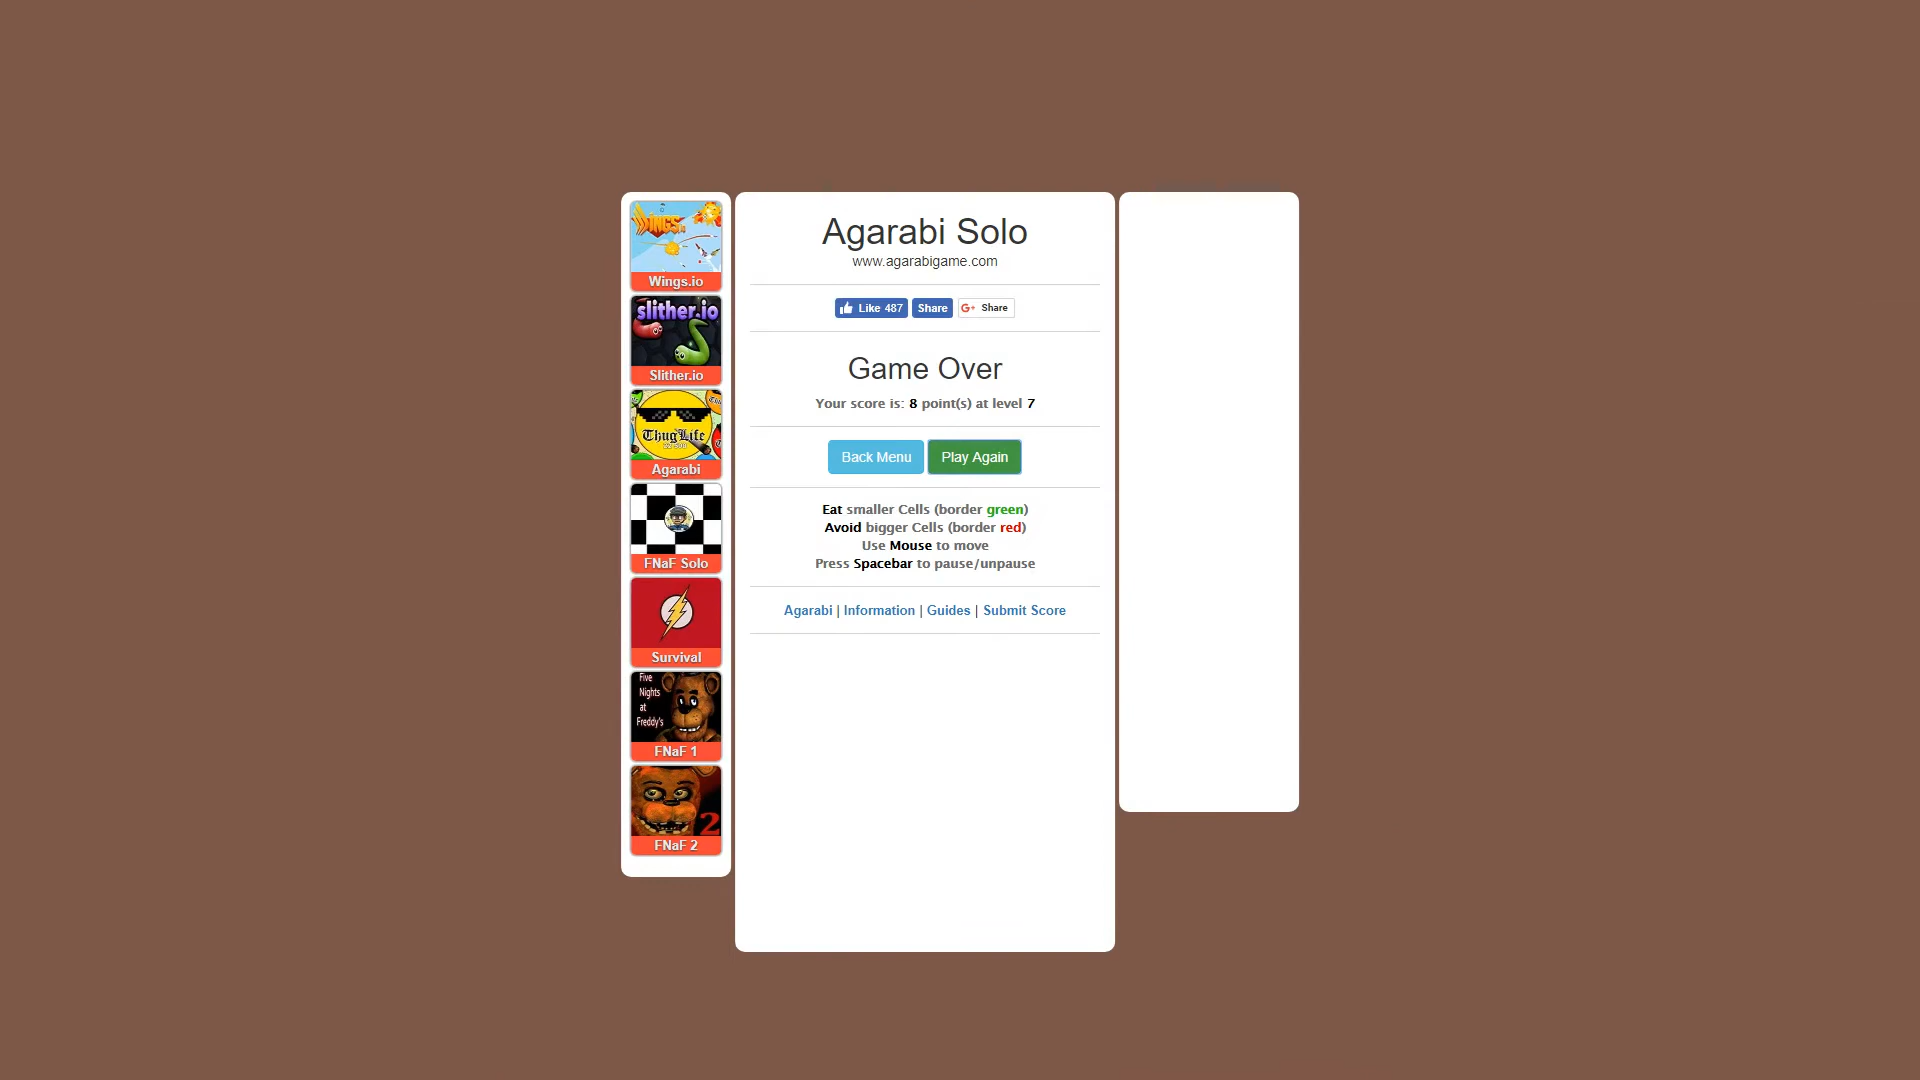 WINGS.io
Wings.io
slither.io
Slither.io
ThugLife
Agarabi
FNaF Solo
Survival
Five
Nights
at
Freddy's
FNaF 1
2
FNaF 2
Agarabi Solo
www.agarabigame.com
Like 487 Share G+ Share
Game Over
Your score is: 8 point(s) at level 7
Back Menu Play Again
Eat smaller Cells (border green)
Avoid bigger Cells (border red)
Use Mouse to move
Press Spacebar to pause/unpause
Agarabi | Information | Guides | Submit Score